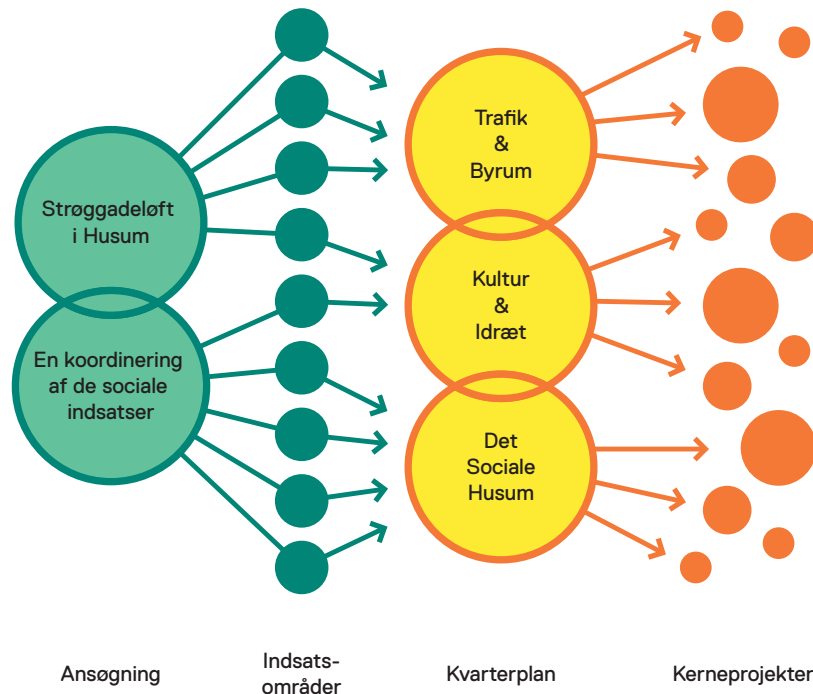 Strøggadeløft
i Husum
En koordinering
af de sociale
indsatser
Trafik
&
Byrum
Kultur
&
Idræt
Det
Sociale
Husum
Ansøgning
Indsats-
områder
Kvarterplan
Kerneprojekter